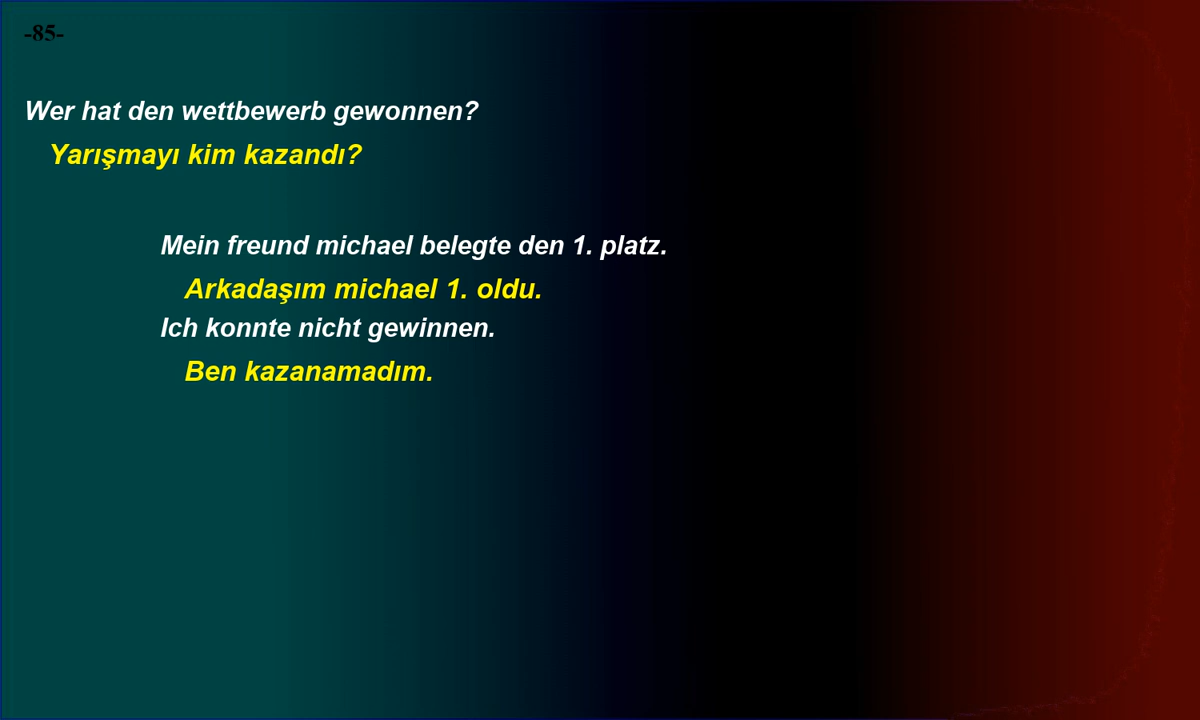 -85-
Wer hat den wettbewerb gewonnen?
Yarışmayı kim kazandı?
Mein freund michael belegte den 1. platz.
Arkadaşım michael 1. oldu.
Ich konnte nicht gewinnen.
Ben kazanamadım.